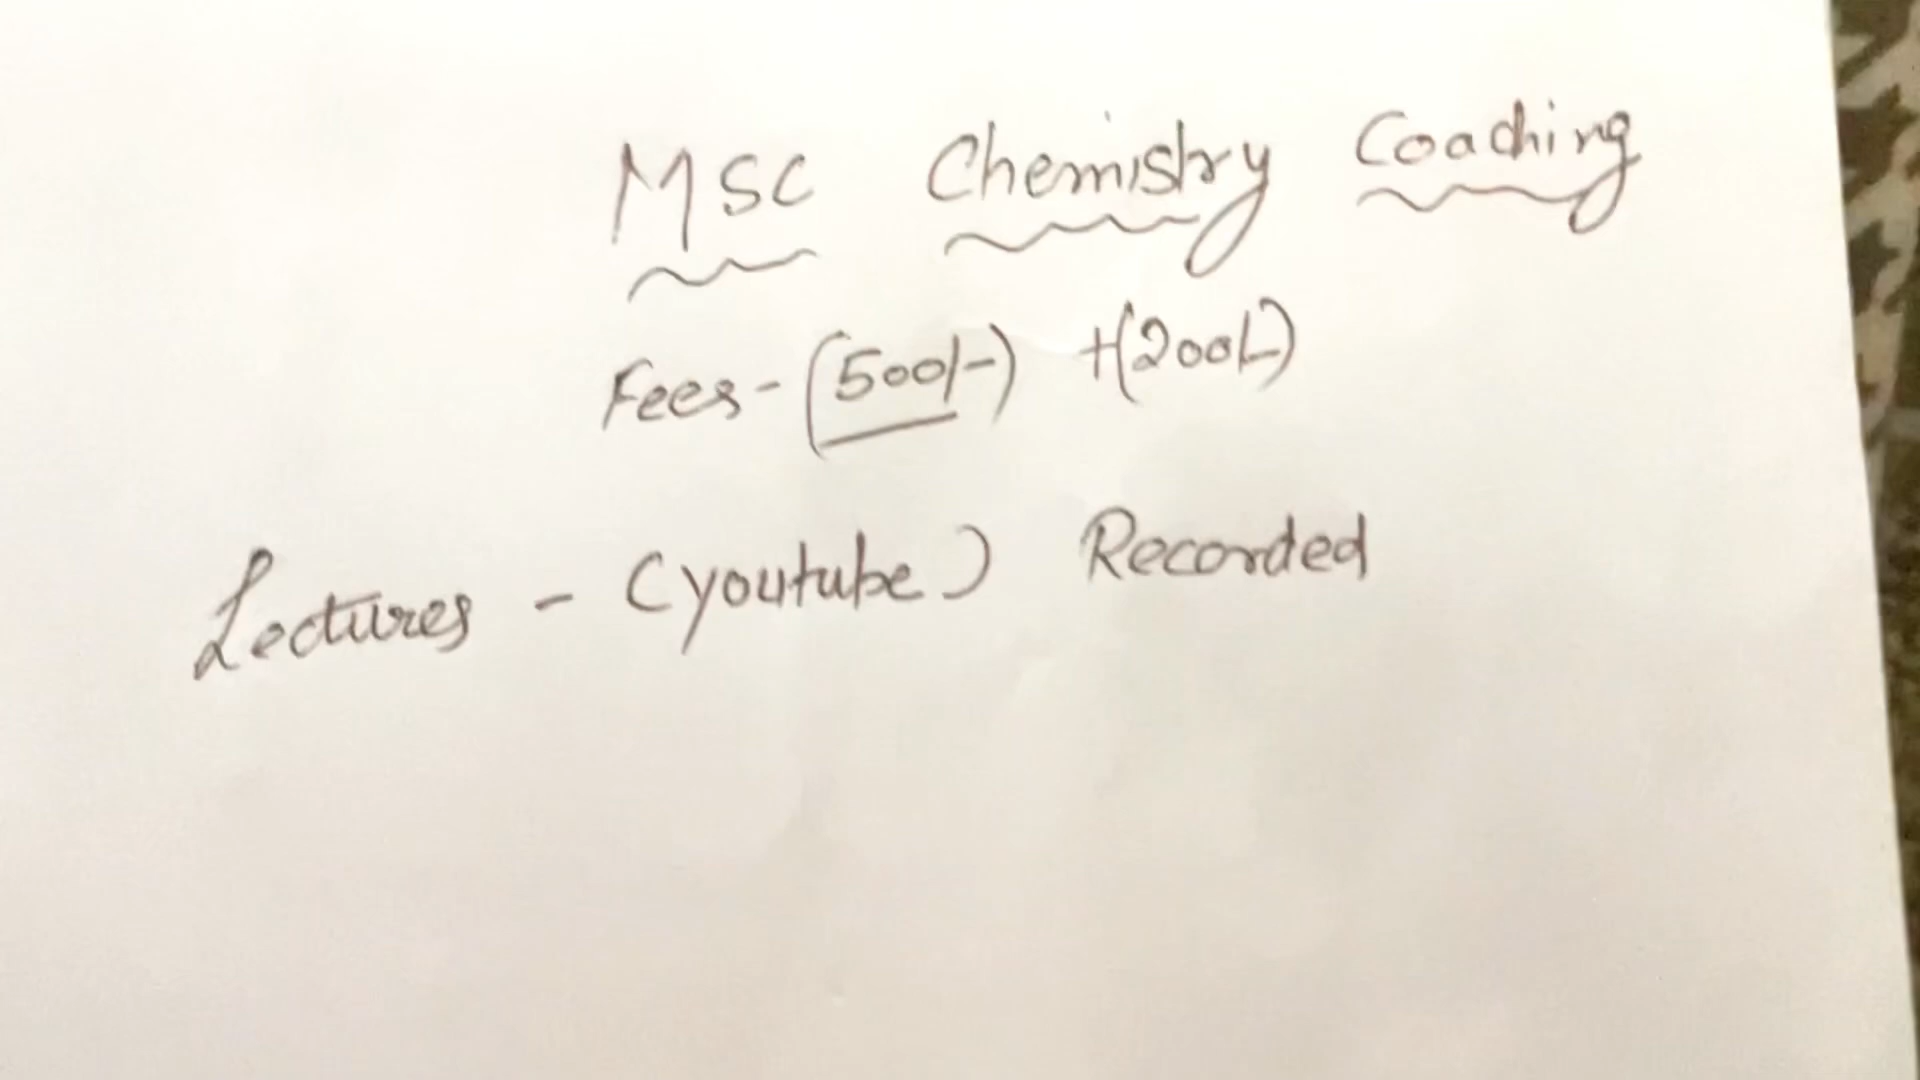 MSC Chemistry Coaching
Fees - (500/-) + (200/-)
Lectures - (youtube) Recorded